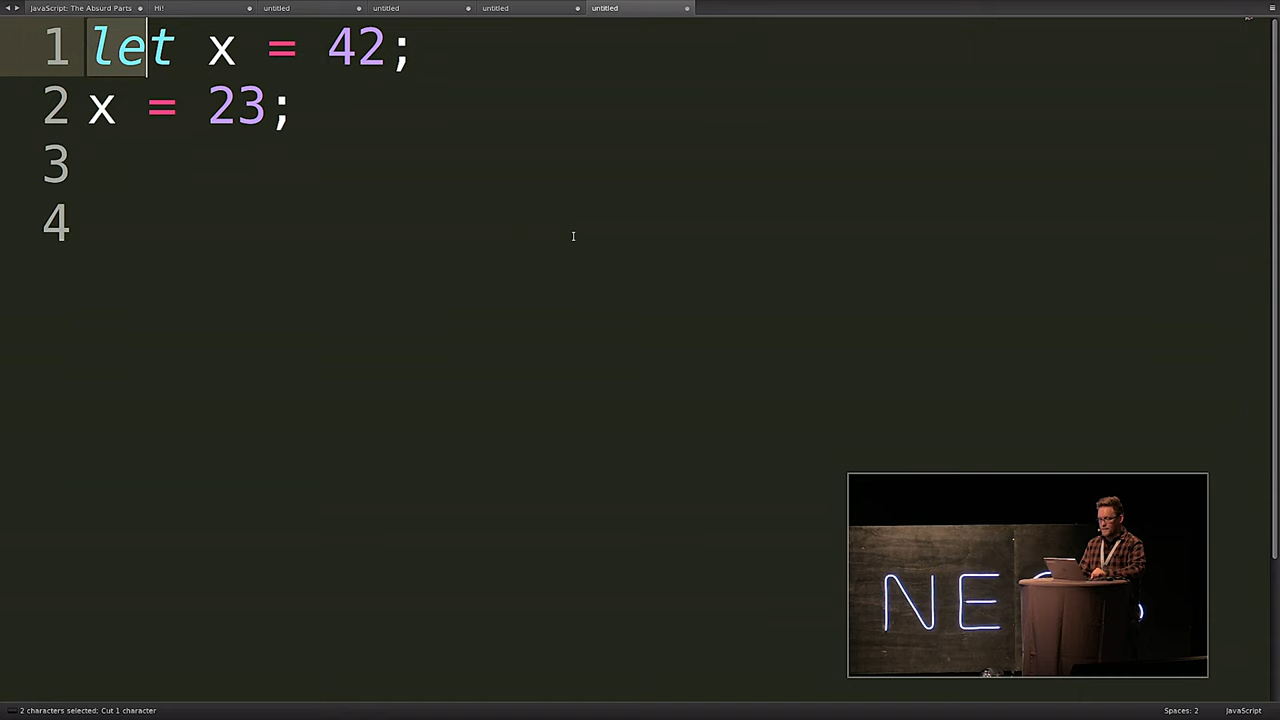 JavaScript: The Absurd Parts
Hi!
untitled
untitled
untitled
untitled
1 let x = 42;
2 x = 23;
3
4
NE
2 characters selected; Cut 1 character
Spaces: 2
JavaScript